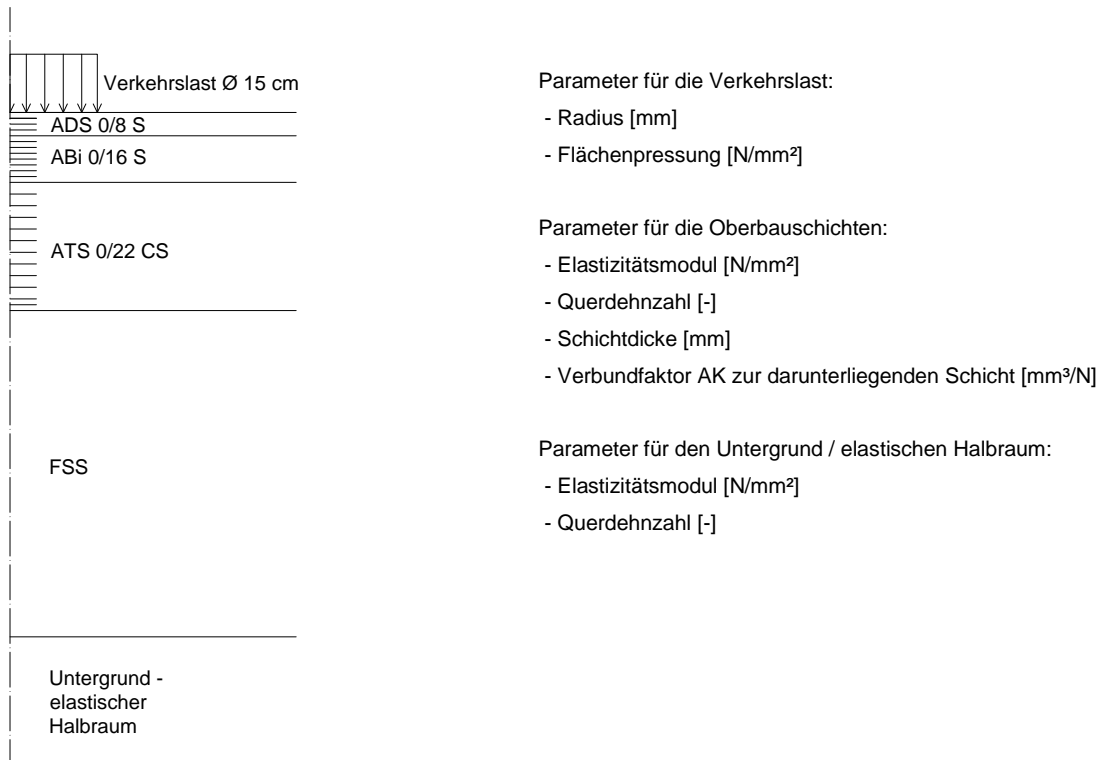 Verkehrslast Ø 15 cm
ADS 0/8 S
ABi 0/16 S
ATS 0/22 CS
FSS
Untergrund -
elastischer
Halbraum
Parameter für die Verkehrslast:
- Radius [mm]
- Flächenpressung [N/mm²]
Parameter für die Oberbauschichten:
- Elastizitätsmodul [N/mm²]
- Querdehnzahl [-]
- Schichtdicke [mm]
- Verbundfaktor AK zur darunterliegenden Schicht [mm³/N]
Parameter für den Untergrund / elastischen Halbraum:
- Elastizitätsmodul [N/mm²]
- Querdehnzahl [-]